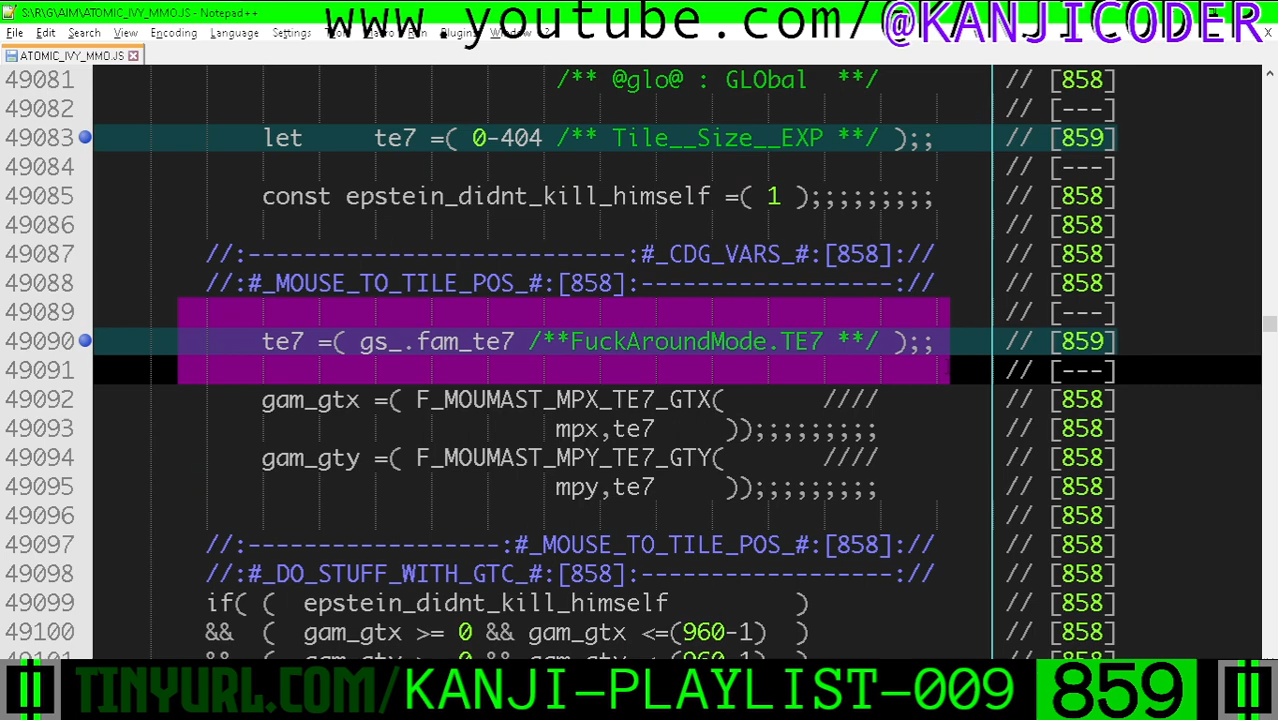 S:\R\G\AIM\ATOMIC_IVY_MMO.JS - Notepad++
www youtube.com/@KANJICODER
File Edit Search View Encoding Language Settings Tools Macro Run Plugins Window
ATOMIC_IVY_MMO.JS
49081 /** @glo@ : GLObal **/ // [858]
49082 // [---]
49083 let te7 =( 0-404 /** Tile__Size__EXP **/ );; // [859]
49084 // [---]
49085 const epstein_didnt_kill_himself =( 1 );;;;;;;;; // [858]
49086 // [858]
49087 //:---------------------------:#_CDG_VARS_#:[858]:// // [858]
49088 //:#_MOUSE_TO_TILE_POS_#:[858]:------------------:// // [858]
49089 // [---]
49090 te7 =( gs_.fam_te7 /**FuckAroundMode.TE7 **/ );; // [859]
49091 // [---]
49092 gam_gtx =( F_MOUMAST_MPX_TE7_GTX( //// // [858]
49093 mpx,te7 ));;;;;;;;; // [858]
49094 gam_gty =( F_MOUMAST_MPY_TE7_GTY( //// // [858]
49095 mpy,te7 ));;;;;;;;; // [858]
49096 // [858]
49097 //:------------------:#_MOUSE_TO_TILE_POS_#:[858]:// // [858]
49098 //:#_DO_STUFF_WITH_GTC_#:[858]:------------------:// // [858]
49099 if( ( epstein_didnt_kill_himself ) // [858]
49100 && ( gam_gtx >= 0 && gam_gtx <=(960-1) ) // [858]
TINYURL.COM/KANJI-PLAYLIST-009 859